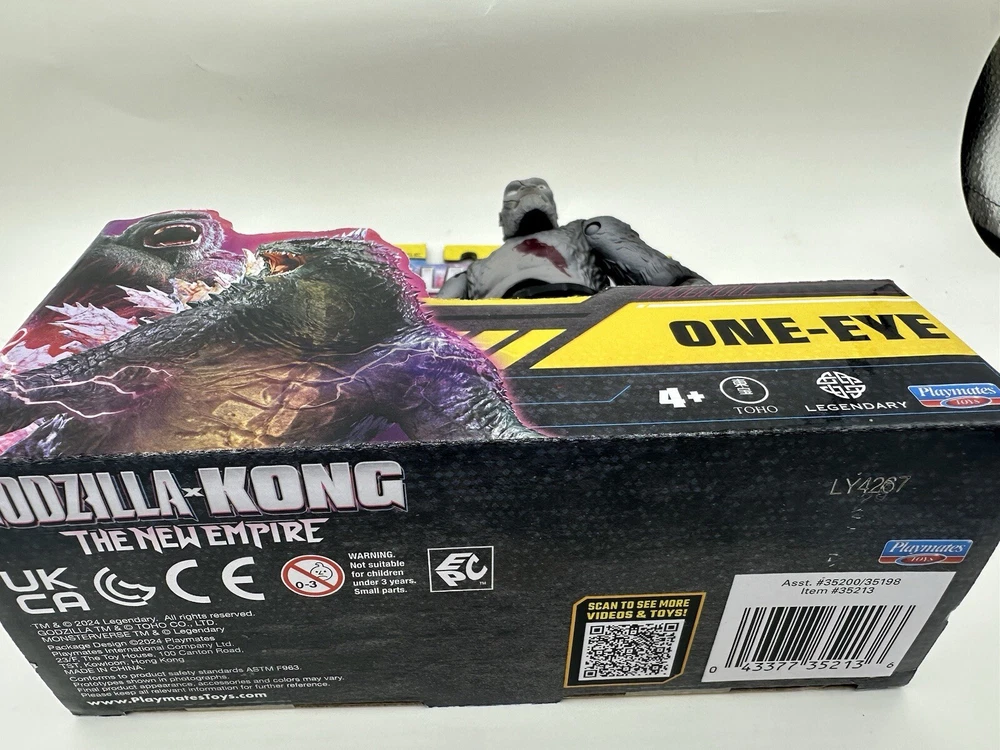 ONE-EYE
4+
TOHO
LEGENDARY
Playmates
TOYS
ODZILLA x KONG
THE NEW EMPIRE
LY4267
Playmates
TOYS
UK
CA
CE
0-3
WARNING.
Not suitable
for children
under 3 years.
Small parts.
EPC™
TM & © 2024 Legendary. All rights reserved.
GODZILLA TM & © TOHO CO., LTD.
MONSTERVERSE TM & © Legendary
Package Design ©2024 Playmates
Playmates International Company Ltd.
23/F, The Toy House, 100 Canton Road,
TST, Kowloon, Hong Kong
MADE IN CHINA.
Conforms to product safety standards ASTM F963.
Prototypes shown in photographs.
Final product appearance, accessories and colors may vary.
Please keep all relevant information for further reference.
www.PlaymatesToys.com
SCAN TO SEE MORE
VIDEOS & TOYS!
Asst. #35200/35198
Item #35213
0 43377 35213 6